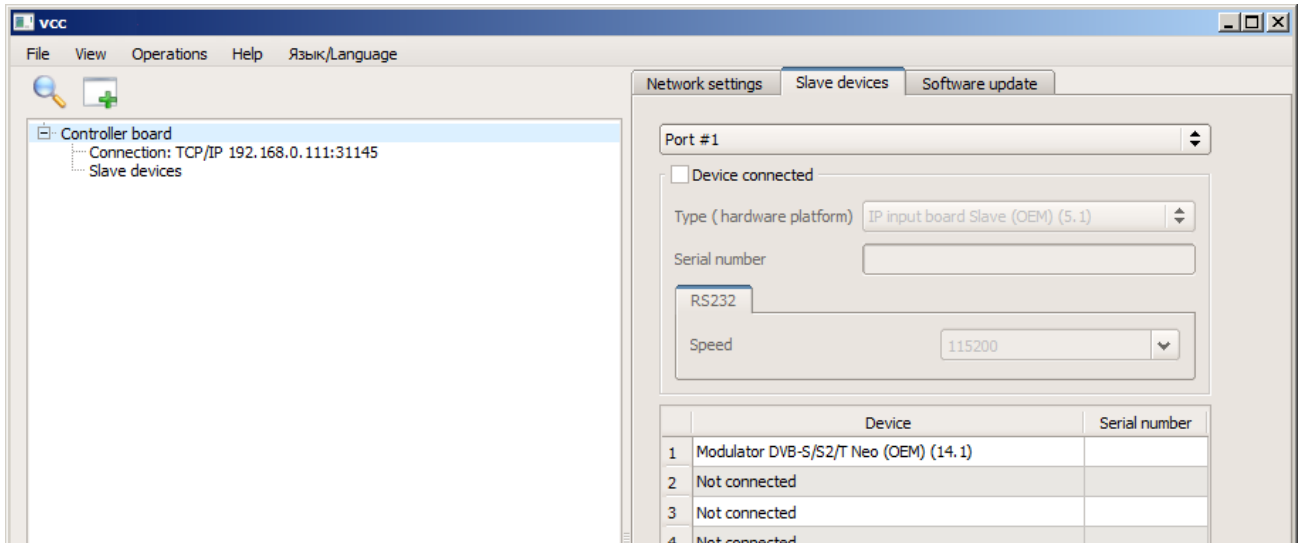 vcc
File View Operations Help Язык/Language
Network settings Slave devices Software update
Controller board
Connection: TCP/IP 192.168.0.111:31145
Slave devices
Port #1
Device connected
Type ( hardware platform) IP input board Slave (OEM) (5.1)
Serial number
RS232
Speed 115200
Device Serial number
1 Modulator DVB-S/S2/T Neo (OEM) (14.1)
2 Not connected
3 Not connected
4 Not connected